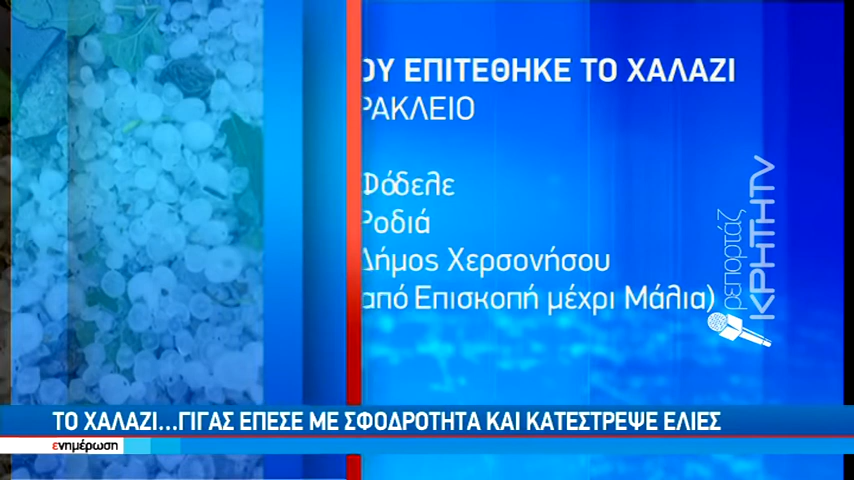 ΟΥ ΕΠΙΤΕΘΗΚΕ ΤΟ ΧΑΛΑΖΙ
ΡΑΚΛΕΙΟ
Φόδελε
Ροδιά
Δήμος Χερσονήσου
από Επισκοπή μέχρι Μάλια)
ρεπορτάζ
ΚΡΗΤΗTV
ΤΟ ΧΑΛΑΖΙ...ΓΙΓΑΣ ΕΠΕΣΕ ΜΕ ΣΦΟΔΡΟΤΗΤΑ ΚΑΙ ΚΑΤΕΣΤΡΕΨΕ ΕΛΙΕΣ
ενημέρωση